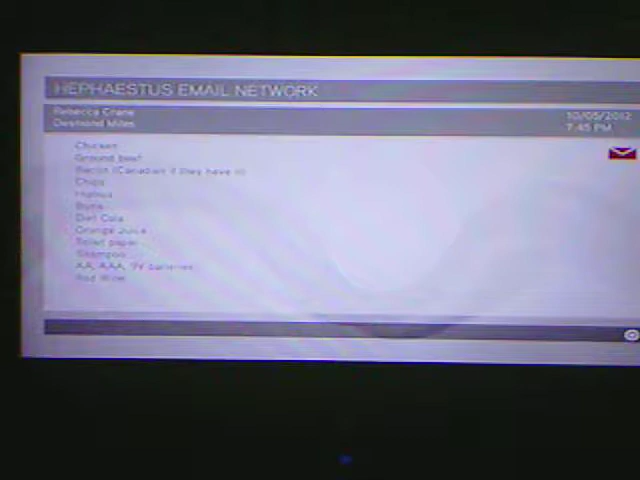 HEPHAESTUS EMAIL NETWORK
Rebecca Crane
Desmond Miles
10/05/2012
7:45 PM
Chicken
Ground beef
Bacon (Canadian if they have it)
Chips
Hummus
Buns
Diet Cola
Orange Juice
Toilet paper
Shampoo
AA, AAA, 9V batteries
Red Wine